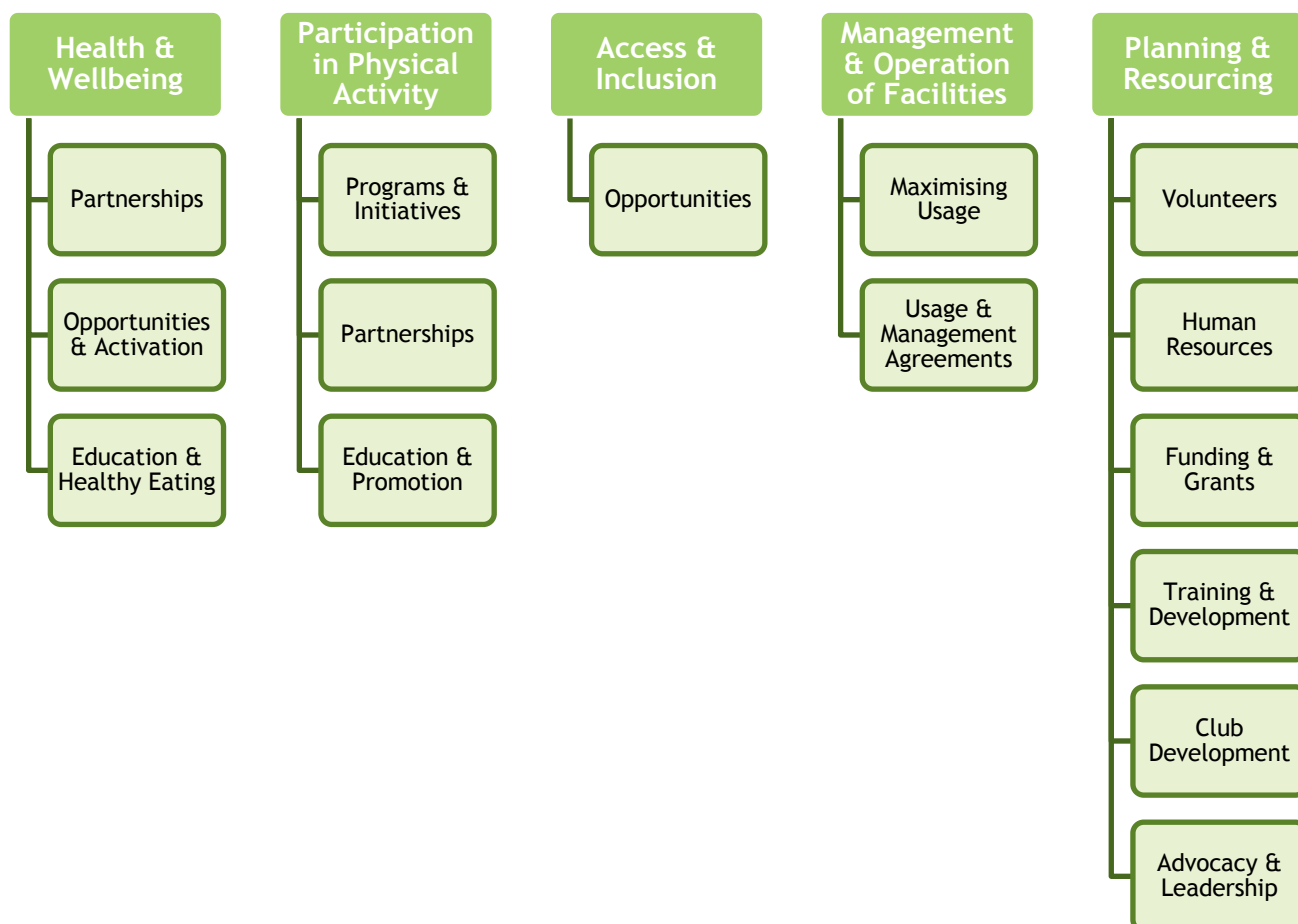 Health &
Wellbeing
Partnerships
Opportunities
& Activation
Education &
Healthy Eating
Participation
in Physical
Activity
Programs &
Initiatives
Partnerships
Education &
Promotion
Access &
Inclusion
Opportunities
Management
& Operation
of Facilities
Maximising
Usage
Usage &
Management
Agreements
Planning &
Resourcing
Volunteers
Human
Resources
Funding &
Grants
Training &
Development
Club
Development
Advocacy &
Leadership